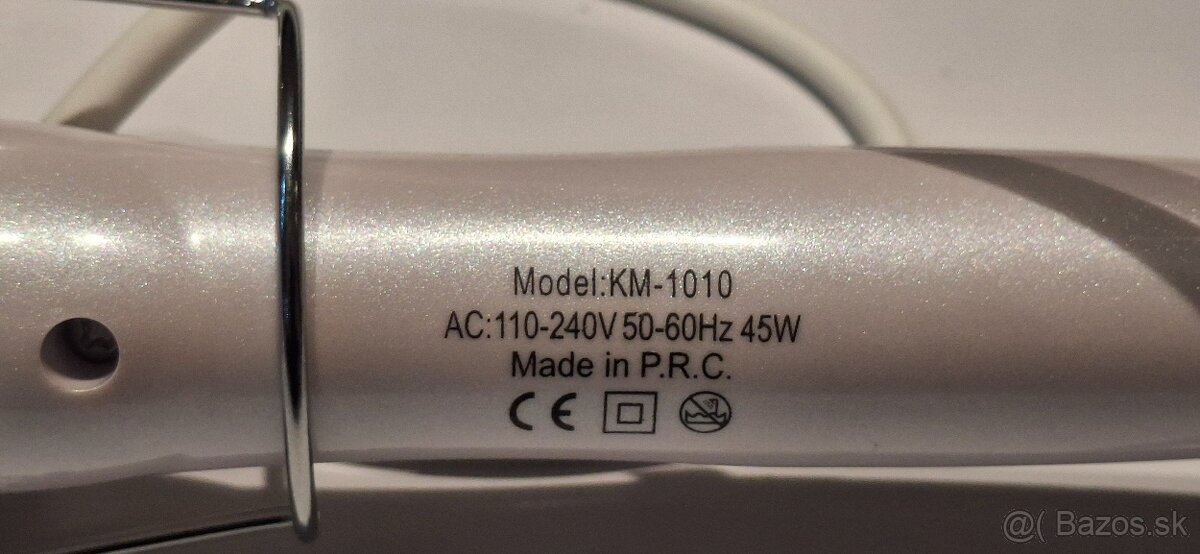 Model:KM-1010
AC:110-240V 50-60Hz 45W
Made in P.R.C.
CE
@( Bazos.sk